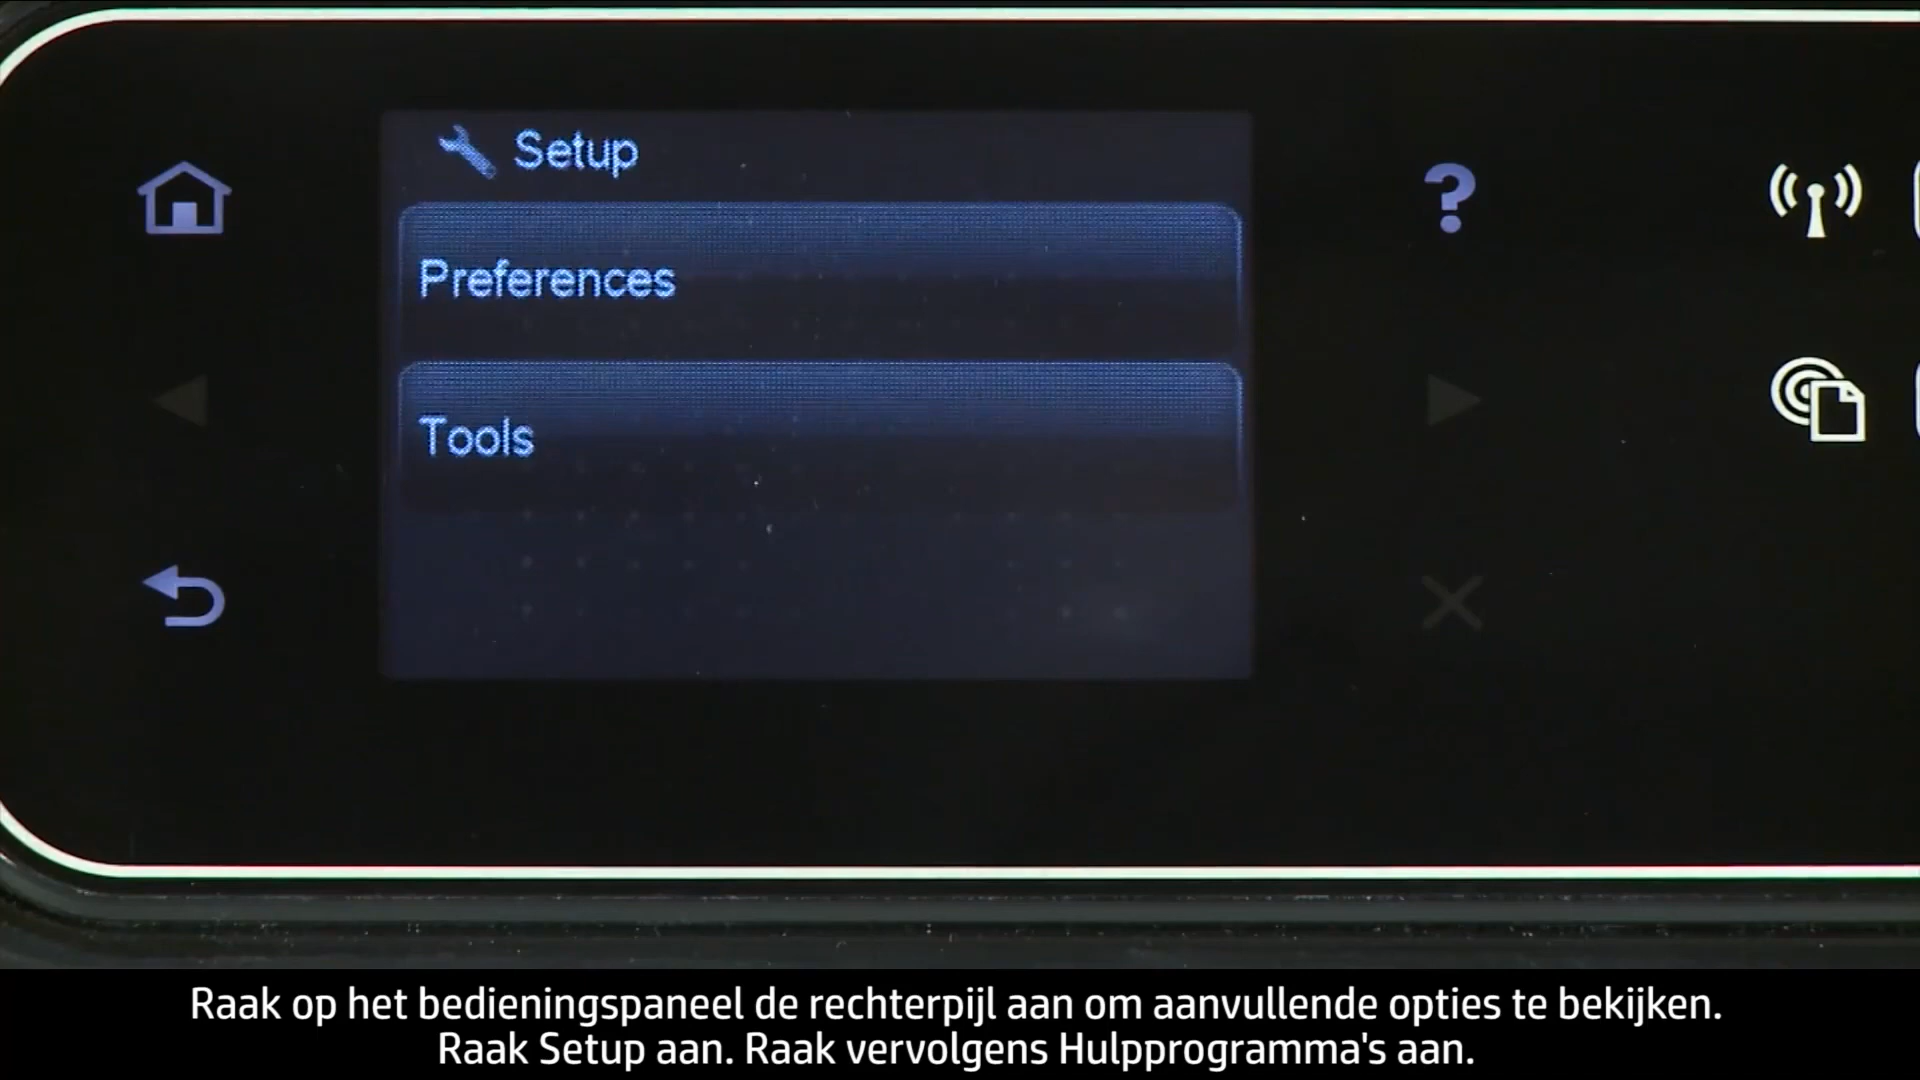 Setup
Preferences
?
Tools
Raak op het bedieningspaneel de rechterpijl aan om aanvullende opties te bekijken.
Raak Setup aan. Raak vervolgens Hulpprogramma's aan.